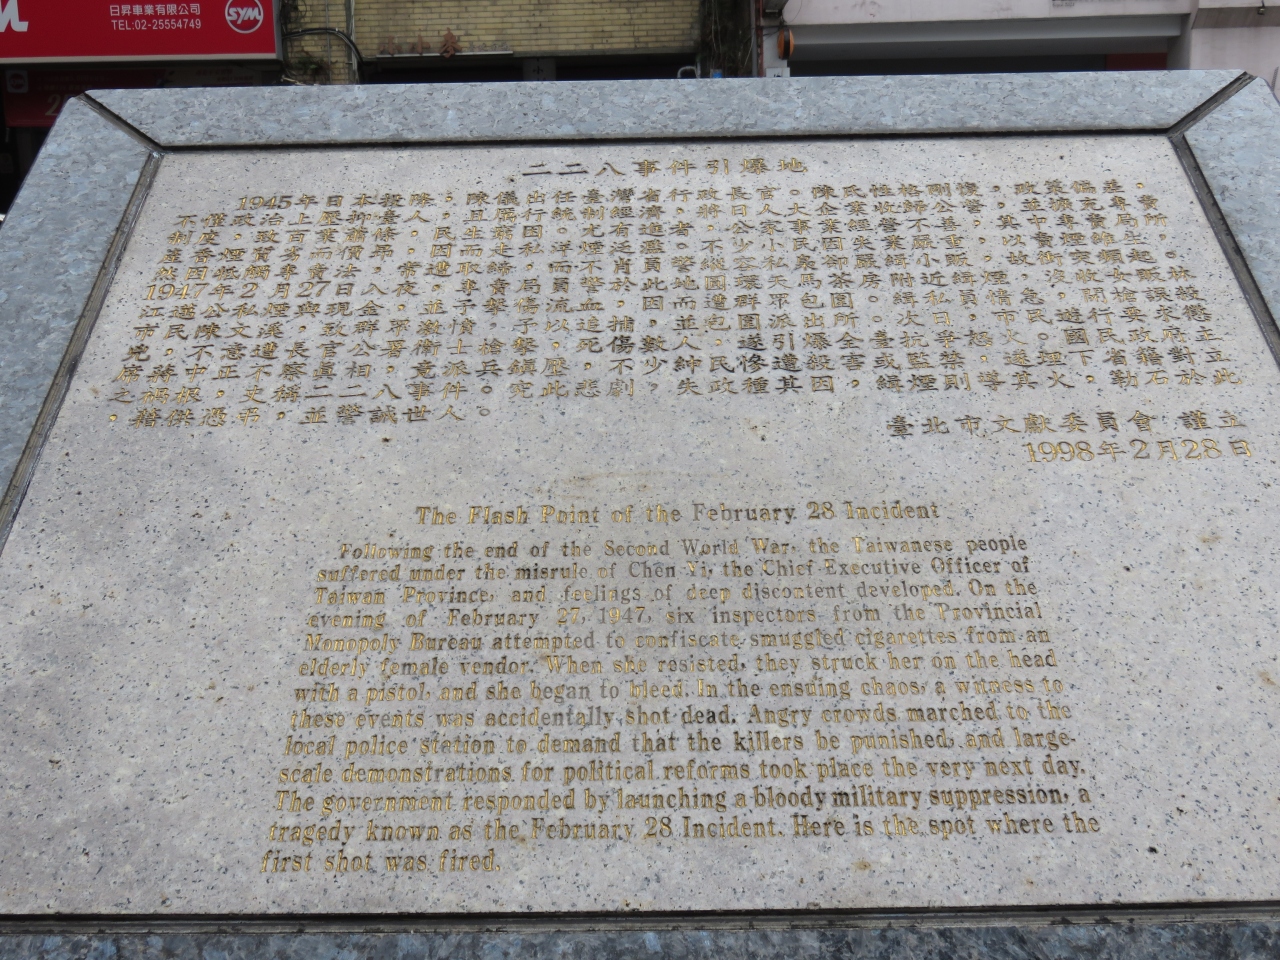 日昇車業有限公司
TEL:02-25554749
SYM
二二八事件引爆地
1945年日本投降，陳儀出任臺灣省行政長官。陳氏性格剛愎，政策偏差，
不懂政治上壓抑臺人，且厲行統制經濟，將日人大企業收歸公營，並擴充專賣
制度，致百業蕭條，民生窮困。尤有進者，公家事業經營不善，其中專賣局所
產香煙質劣而價昂，因而走私洋煙迅盛。不少小民因失業嚴重，以賣煙維生。
然因牴觸專賣法，常遭取締，而不肖員警縱容私梟卻嚴緝小販，故衝突頻起。
1947年2月27日入夜，專賣局員警於此地圓環天馬茶房附近緝煙，沒收女販林
江邁公私煙與現金，並予擊傷流血，因而遭群眾包圍。緝私員情急，開槍誤殺
市民陳文溪，致群眾激憤，予以追捕，並包圍派出所。次日，市民遊行要求懲
兇，不意遭長官公署衛士槍擊，死傷數人，遂引爆全臺抗爭怒火。國民政府主
席蔣中正不察真相，竟派兵鎮壓，不少紳民慘遭殺害或監禁，遂迴下省籍對立
之禍根，史稱二二八事件。究此悲劇，失政種其因，緝煙則導其火，勒石於此
，藉供憑弔，並警誡世人。
臺北市文獻委員會，謹立
1998年2月28日
The Flash Point of the February 28 Incident
Following the end of the Second World War, the Taiwanese people
suffered under the misrule of Chen Yi, the Chief Executive Officer of
Taiwan Province, and feelings of deep discontent developed. On the
evening of February 27, 1947, six inspectors from the Provincial
Monopoly Bureau attempted to confiscate smuggled cigarettes from an
elderly female vendor. When she resisted, they struck her on the head
with a pistol, and she began to bleed. In the ensuing chaos, a witness to
these events was accidentally shot dead. Angry crowds marched to the
local police station to demand that the killers be punished, and large-
scale demonstrations for political reforms took place the very next day.
The government responded by launching a bloody military suppression, a
tragedy known as the February 28 Incident. Here is the spot where the
first shot was fired.